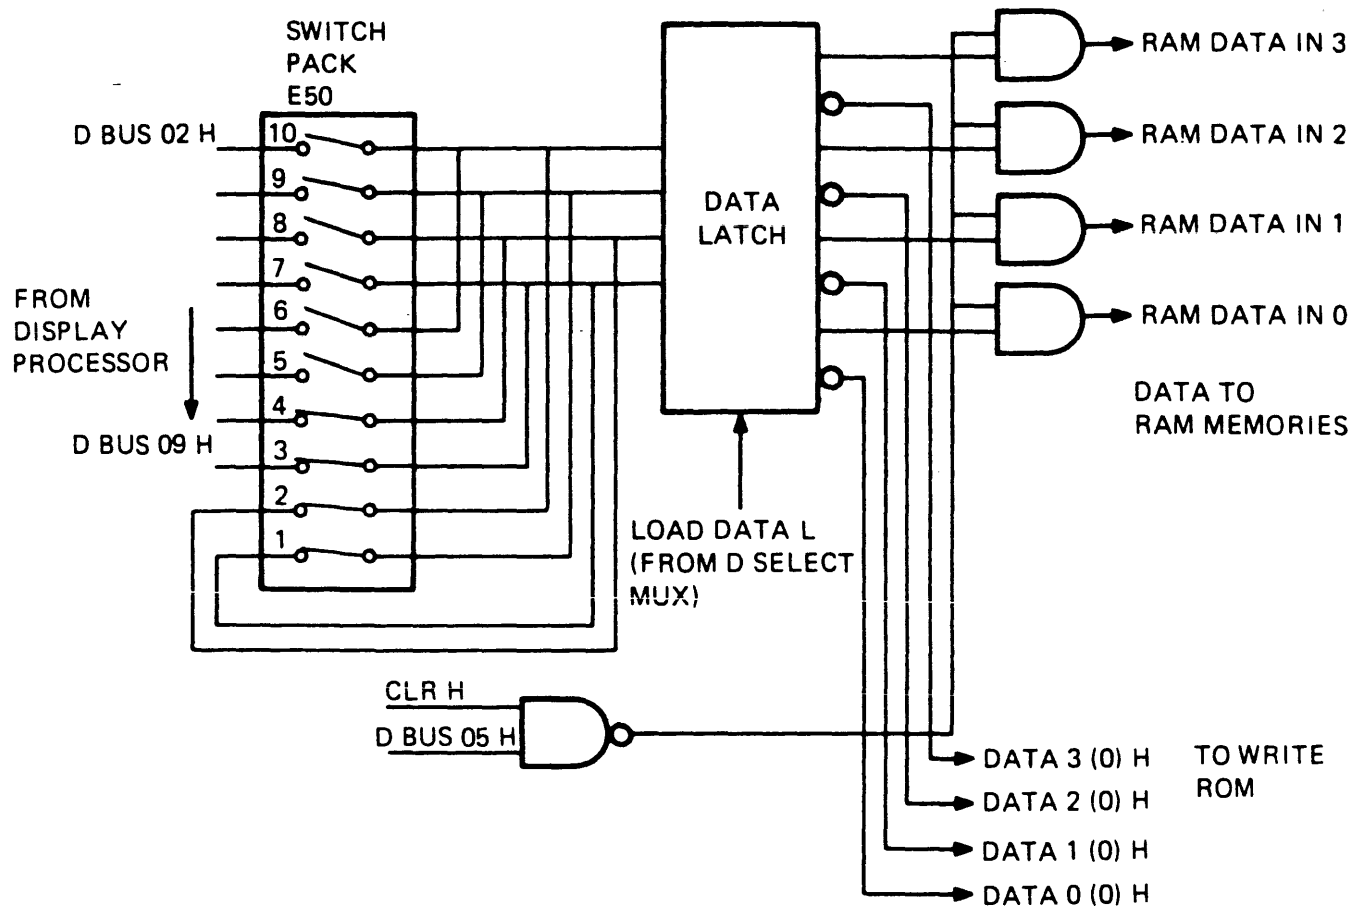 SWITCH
PACK
E50
D BUS 02 H
10
9
8
7
6
5
4
3
2
1
FROM
DISPLAY
PROCESSOR
D BUS 09 H
DATA
LATCH
RAM DATA IN 3
RAM DATA IN 2
RAM DATA IN 1
RAM DATA IN 0
DATA TO
RAM MEMORIES
LOAD DATA L
(FROM D SELECT
MUX)
CLR H
D BUS 05 H
DATA 3 (0) H
DATA 2 (0) H
DATA 1 (0) H
DATA 0 (0) H
TO WRITE
ROM